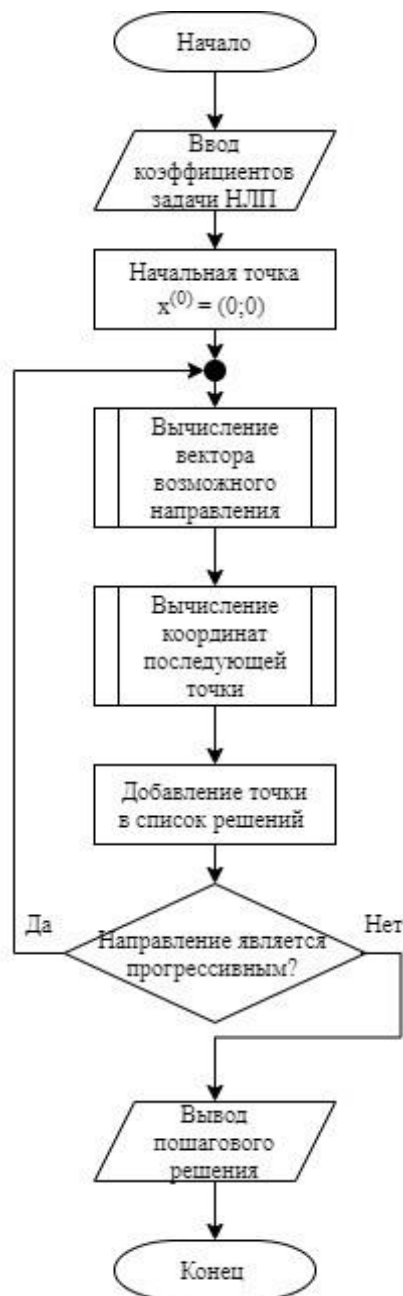 Начало
Ввод
коэффициентов
задачи НЛП
Начальная точка
x⁽⁰⁾ = (0;0)
Вычисление
вектора
возможного
направления
Вычисление
координат
последующей
точки
Добавление точки
в список решений
Да
Нет
Направление является
прогрессивным?
Вывод
пошагового
решения
Конец